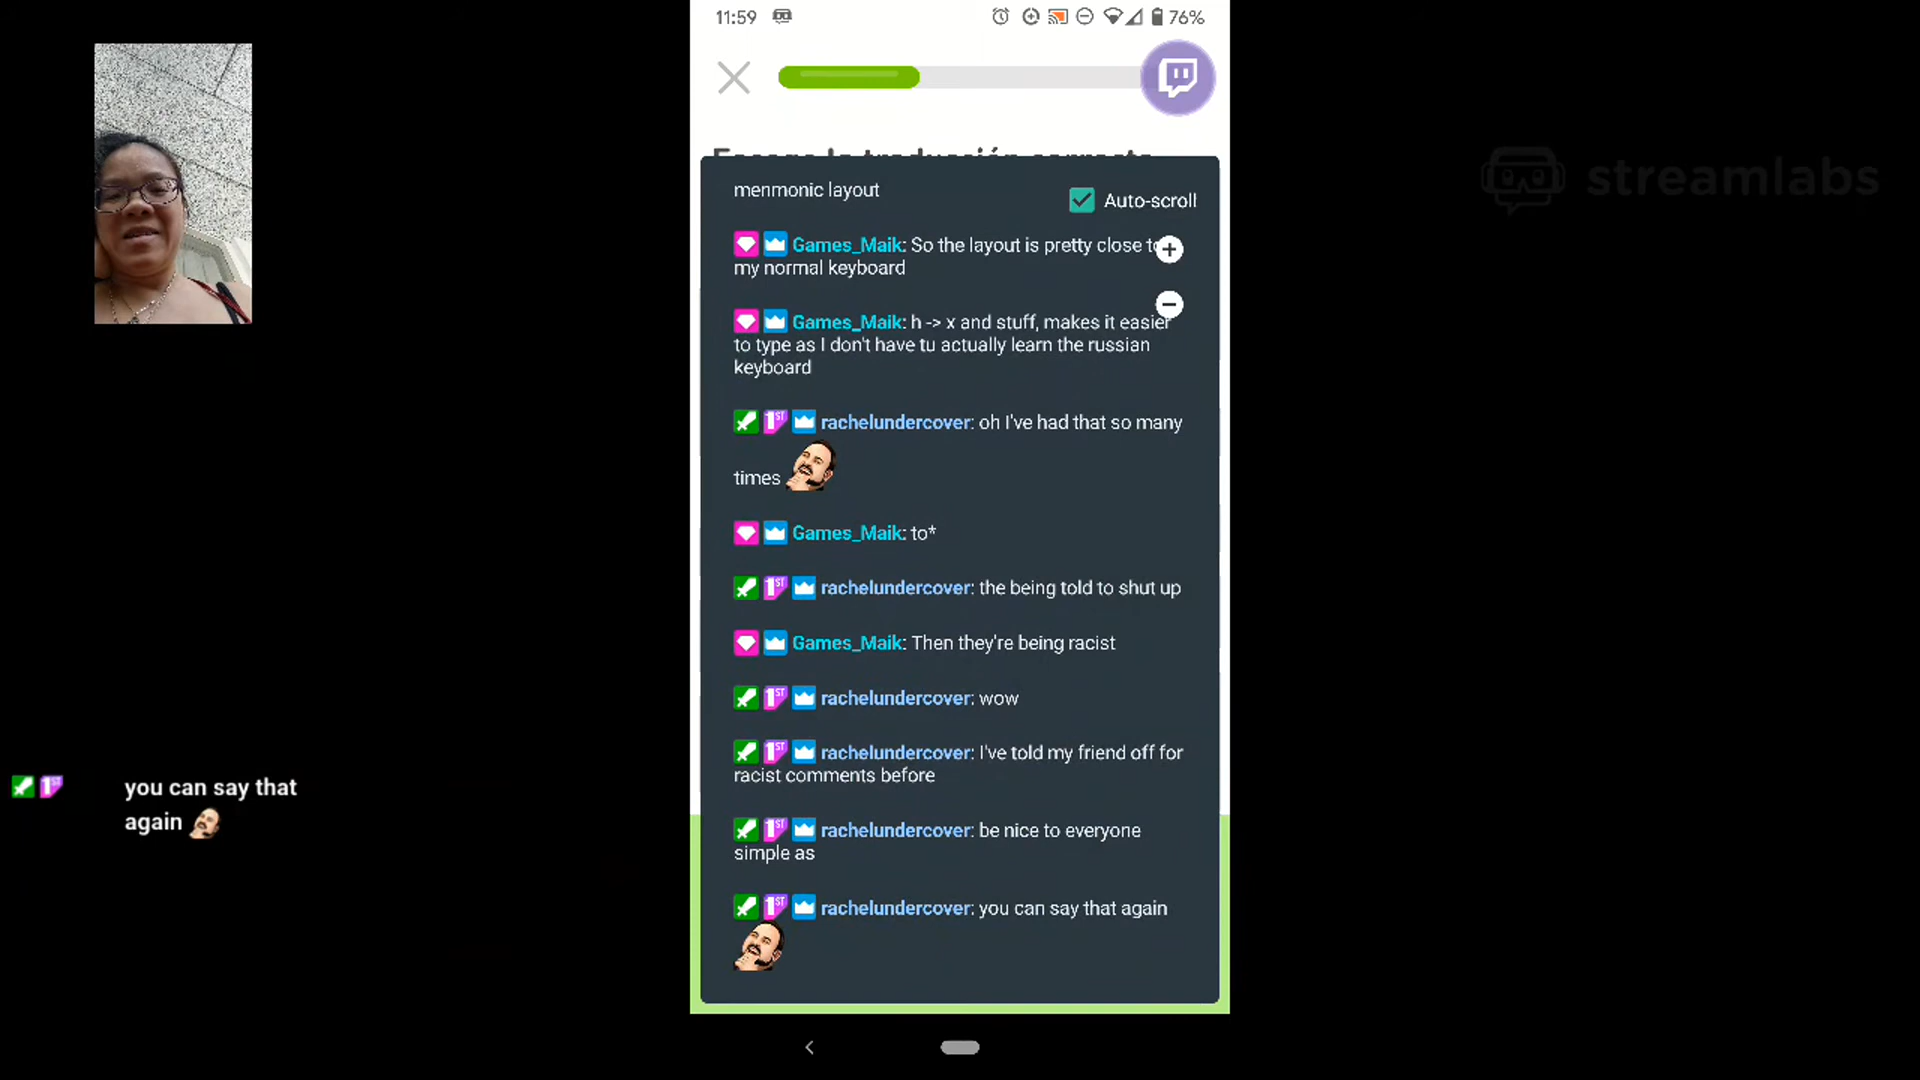 11:59
76%
Escoge la traducción correcta
menmonic layout
Auto-scroll
Games_Maik: So the layout is pretty close to
my normal keyboard
Games_Maik: h -> x and stuff, makes it easier
to type as I don't have tu actually learn the russian
keyboard
rachelundercover: oh I've had that so many
times
Games_Maik: to*
rachelundercover: the being told to shut up
Games_Maik: Then they're being racist
rachelundercover: wow
rachelundercover: I've told my friend off for
racist comments before
rachelundercover: be nice to everyone
simple as
rachelundercover: you can say that again
you can say that
again
streamlabs